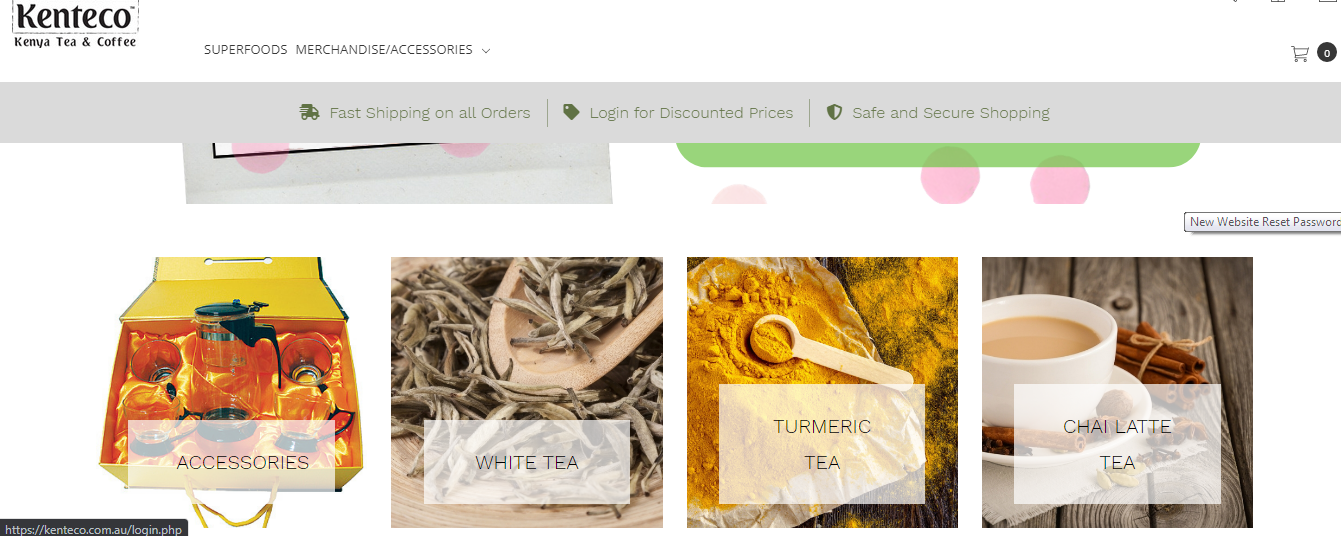 Kenteco™
Kenya Tea & Coffee
SUPERFOODS MERCHANDISE/ACCESSORIES
0
Fast Shipping on all Orders
Login for Discounted Prices
Safe and Secure Shopping
New Website Reset Password
ACCESSORIES
WHITE TEA
TURMERIC
TEA
CHAI LATTE
TEA
https://kenteco.com.au/login.php